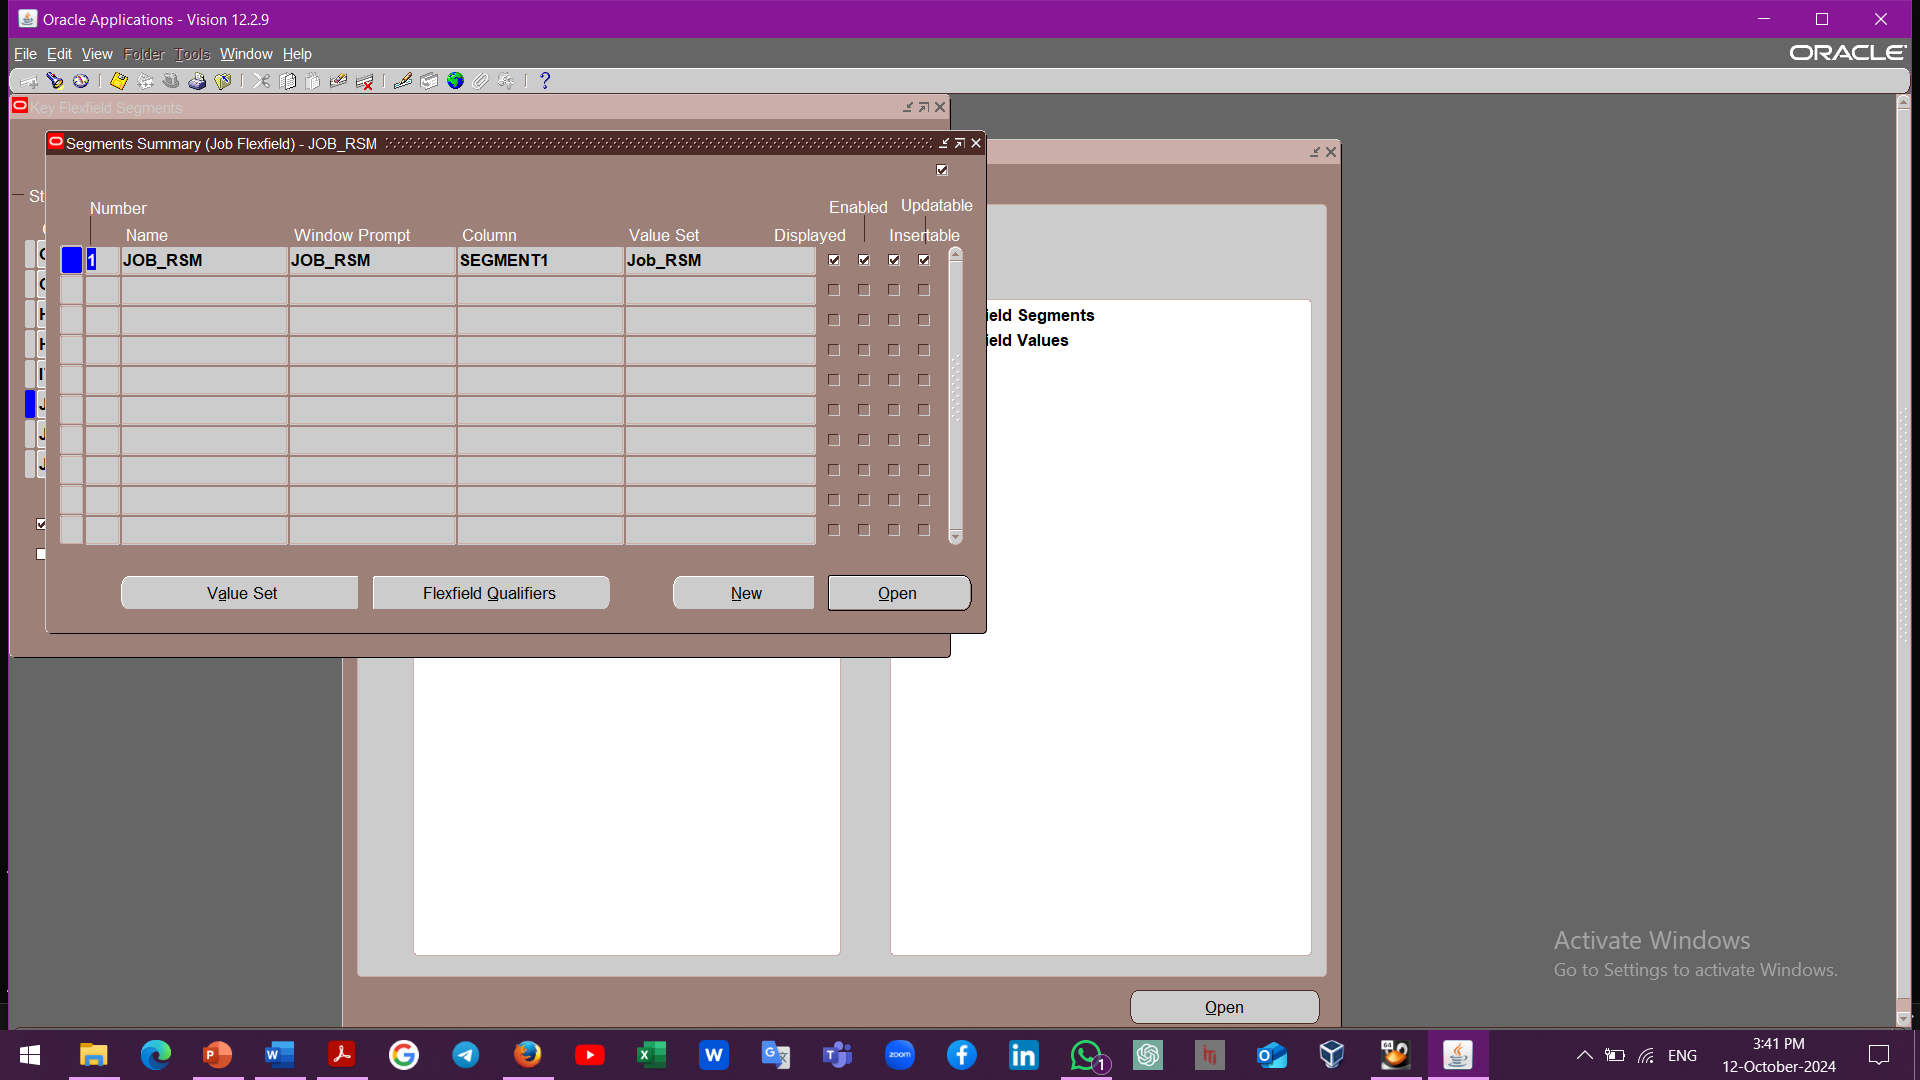 Oracle Applications - Vision 12.2.9
File Edit View Folder Tools Window Help
ORACLE
Key Flexfield Segments
Segments Summary (Job Flexfield) - JOB_RSM
St
Number
Enabled
Updatable
Name
Window Prompt
Column
Value Set
Displayed
Insertable
1 JOB_RSM JOB_RSM SEGMENT1 Job_RSM
ield Segments
ield Values
Value Set
Flexfield Qualifiers
New
Open
Activate Windows
Go to Settings to activate Windows.
Open
zoom
1
ENG
3:41 PM
12-October-2024